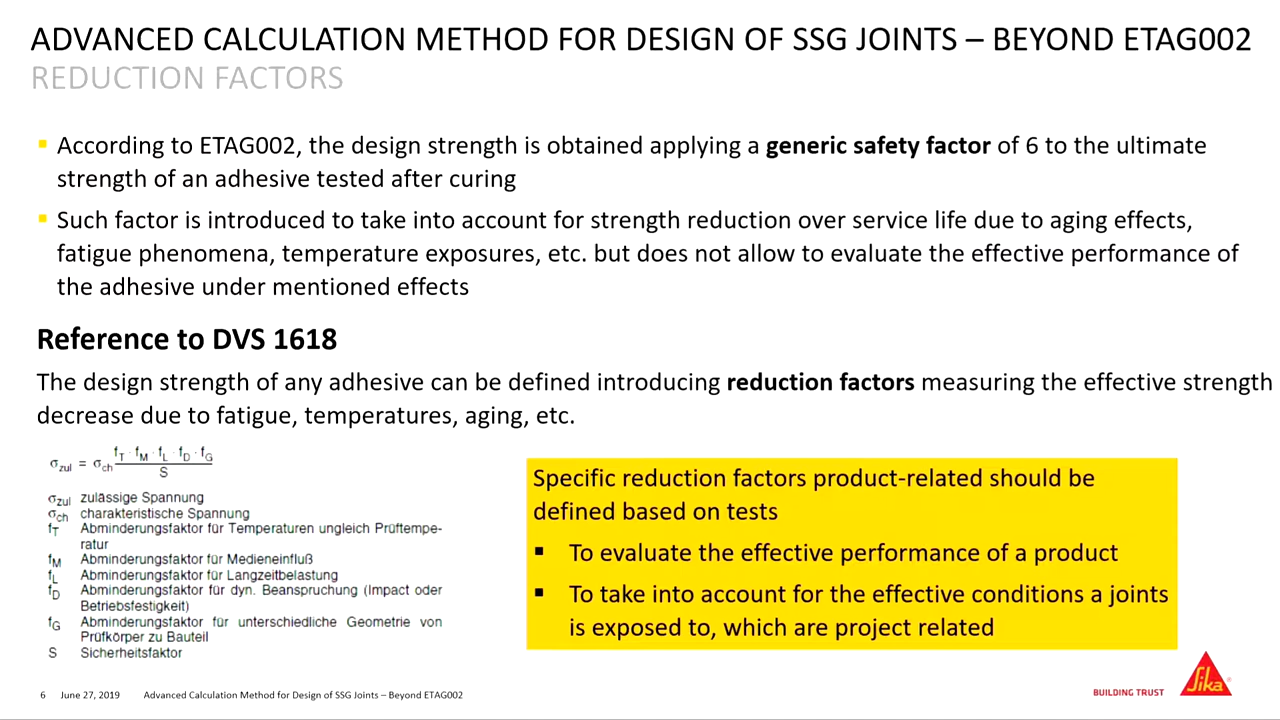 ADVANCED CALCULATION METHOD FOR DESIGN OF SSG JOINTS – BEYOND ETAG002
REDUCTION FACTORS
▪ According to ETAG002, the design strength is obtained applying a generic safety factor of 6 to the ultimate
strength of an adhesive tested after curing
▪ Such factor is introduced to take into account for strength reduction over service life due to aging effects,
fatigue phenomena, temperature exposures, etc. but does not allow to evaluate the effective performance of
the adhesive under mentioned effects
Reference to DVS 1618
The design strength of any adhesive can be defined introducing reduction factors measuring the effective strength
decrease due to fatigue, temperatures, aging, etc.
σzul = σch (fT · fM · fL · fD · fG) / S
σzul zulässige Spannung
σch charakteristische Spannung
fT Abminderungsfaktor für Temperaturen ungleich Prüftempe-
ratur
fM Abminderungsfaktor für Medieneinfluß
fL Abminderungsfaktor für Langzeitbelastung
fD Abminderungsfaktor für dyn. Beanspruchung (Impact oder
Betriebsfestigkeit)
fG Abminderungsfaktor für unterschiedliche Geometrie von
Prüfkörper zu Bauteil
S Sicherheitsfaktor
Specific reduction factors product-related should be
defined based on tests
▪ To evaluate the effective performance of a product
▪ To take into account for the effective conditions a joints
is exposed to, which are project related
6 June 27, 2019 Advanced Calculation Method for Design of SSG Joints – Beyond ETAG002
BUILDING TRUST
Sika®